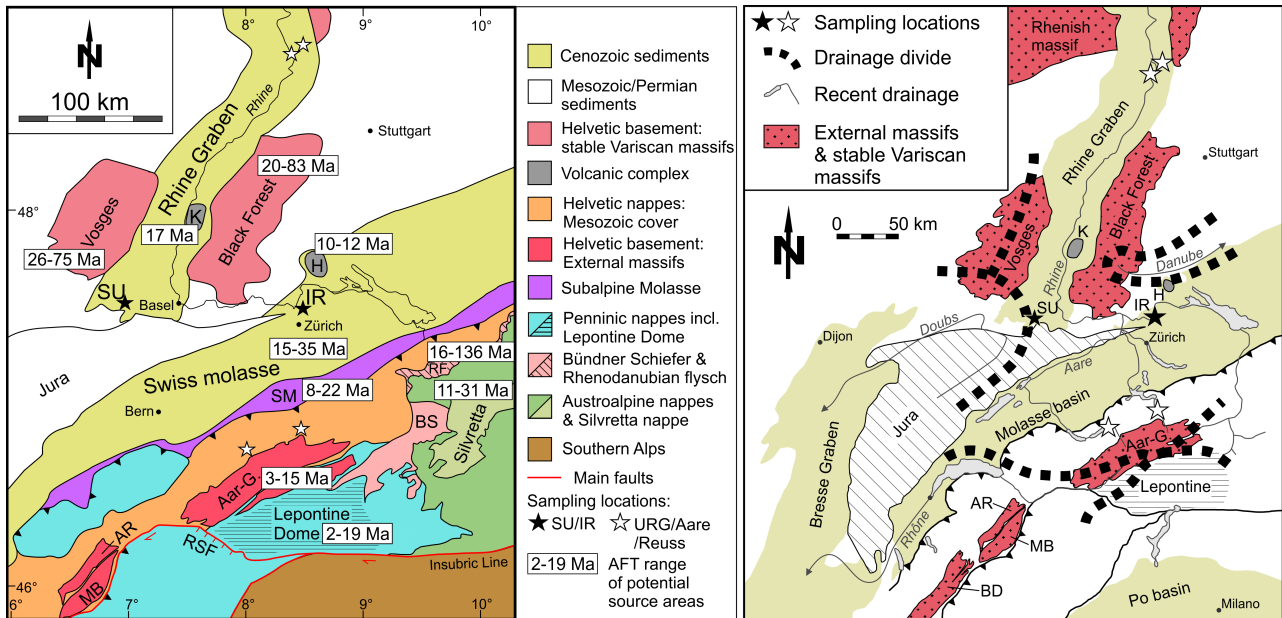 8°
9°
10°
N
100 km
Rhine
Stuttgart
Rhine Graben
20-83 Ma
48°
Vosges
K
17 Ma
Black Forest
10-12 Ma
26-75 Ma
H
SU
Basel
IR
Zürich
15-35 Ma
16-136 Ma
RF
Jura
Swiss molasse
8-22 Ma
SM
11-31 Ma
Bern
BS
Silvretta
Aar-G.
3-15 Ma
Lepontine
Dome
2-19 Ma
AR
RSF
Insubric Line
MB
46°
6°
7°
8°
9°
10°
Cenozoic sediments
Mesozoic/Permian
sediments
Helvetic basement:
stable Variscan massifs
Volcanic complex
Helvetic nappes:
Mesozoic cover
Helvetic basement:
External massifs
Subalpine Molasse
Penninic nappes incl.
Lepontine Dome
Bündner Schiefer &
Rhenodanubian flysch
Austroalpine nappes
& Silvretta nappe
Southern Alps
Main faults
Sampling locations:
SU/IR
URG/Aare
/Reuss
2-19 Ma
AFT range
of potential
source areas
Sampling locations
Drainage divide
Recent drainage
External massifs
& stable Variscan
massifs
Rhenish
massif
N
0
50 km
Rhine Graben
Stuttgart
Black Forest
Vosges
K
Rhine
Danube
H
IR
SU
Zürich
Doubs
Dijon
Aare
Jura
Molasse basin
Bresse Graben
Aar-G.
Lepontine
AR
Rhône
MB
BD
Po basin
Milano